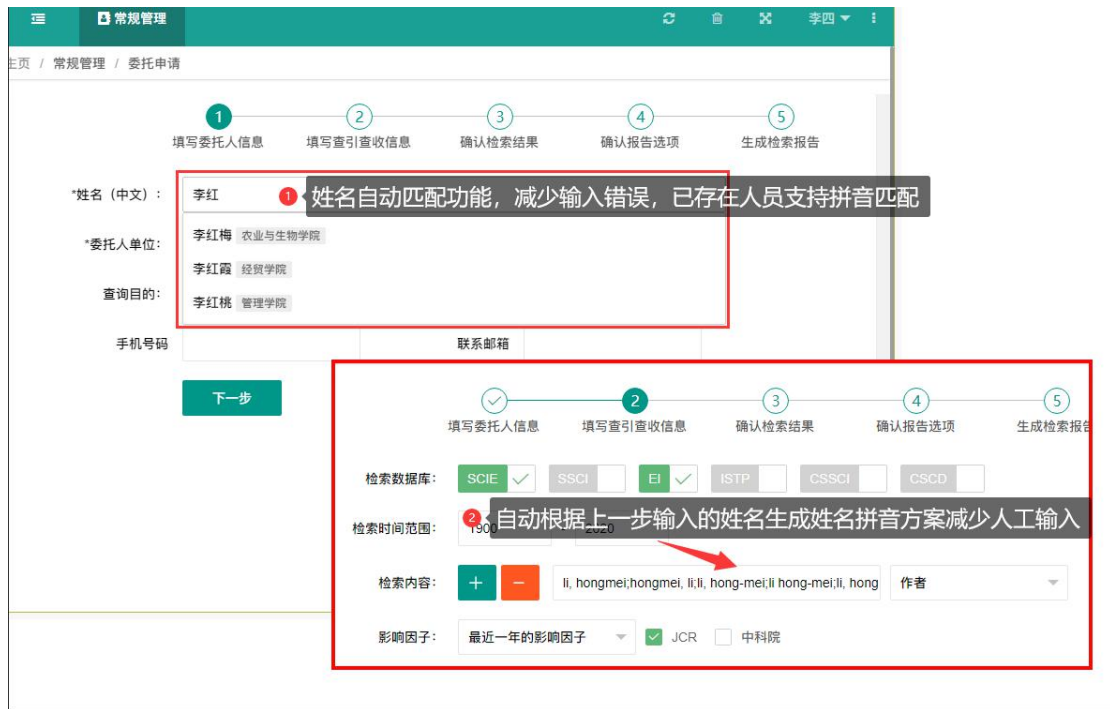 常规管理 李四
主页 / 常规管理 / 委托申请
1 2 3 4 5
填写委托人信息 填写查引查收信息 确认检索结果 确认报告选项 生成检索报告
*姓名（中文）： 李红 1 姓名自动匹配功能，减少输入错误，已存在人员支持拼音匹配
*委托人单位：
李红梅 农业与生物学院
李红霞 经贸学院
查询目的：
李红桃 管理学院
手机号码 联系邮箱
下一步
2 3 4 5
填写委托人信息 填写查引查收信息 确认检索结果 确认报告选项 生成检索报告
检索数据库： SCIE SSCI EI ISTP CSSCI CSCD
2 自动根据上一步输入的姓名生成姓名拼音方案减少人工输入
检索时间范围： 1900 2020
检索内容： + − li, hongmei;hongmei, li;li, hong-mei;li hong-mei;li, hong 作者
影响因子： 最近一年的影响因子 JCR 中科院